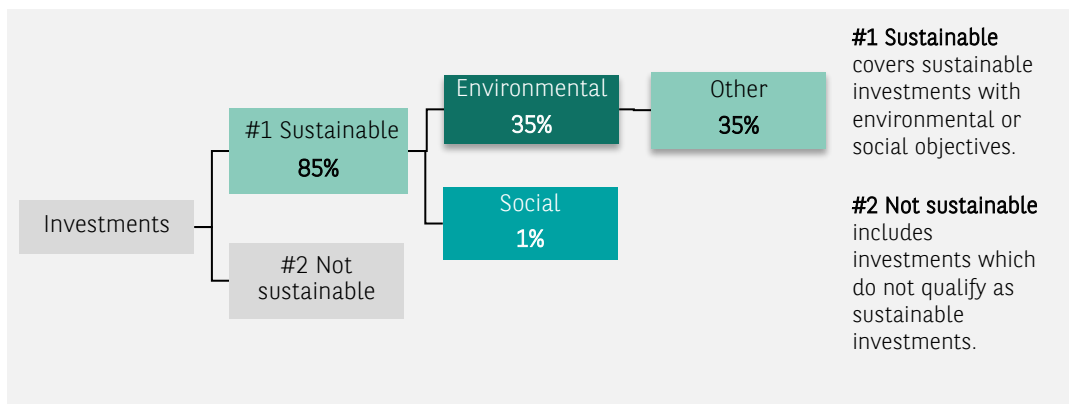 Investments
#1 Sustainable
85%
#2 Not
sustainable
Environmental
35%
Social
1%
Other
35%
#1 Sustainable
covers sustainable
investments with
environmental or
social objectives.
#2 Not sustainable
includes
investments which
do not qualify as
sustainable
investments.